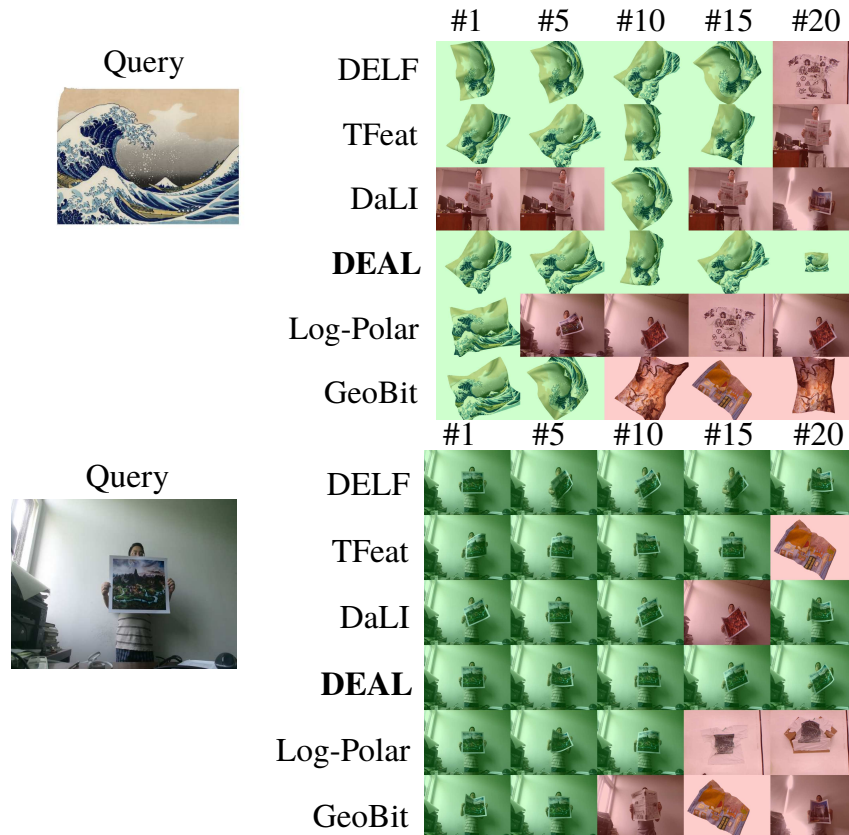 #1 #5 #10 #15 #20
Query
DELF
TFeat
DaLI
DEAL
Log-Polar
GeoBit
#1 #5 #10 #15 #20
Query
DELF
TFeat
DaLI
DEAL
Log-Polar
GeoBit